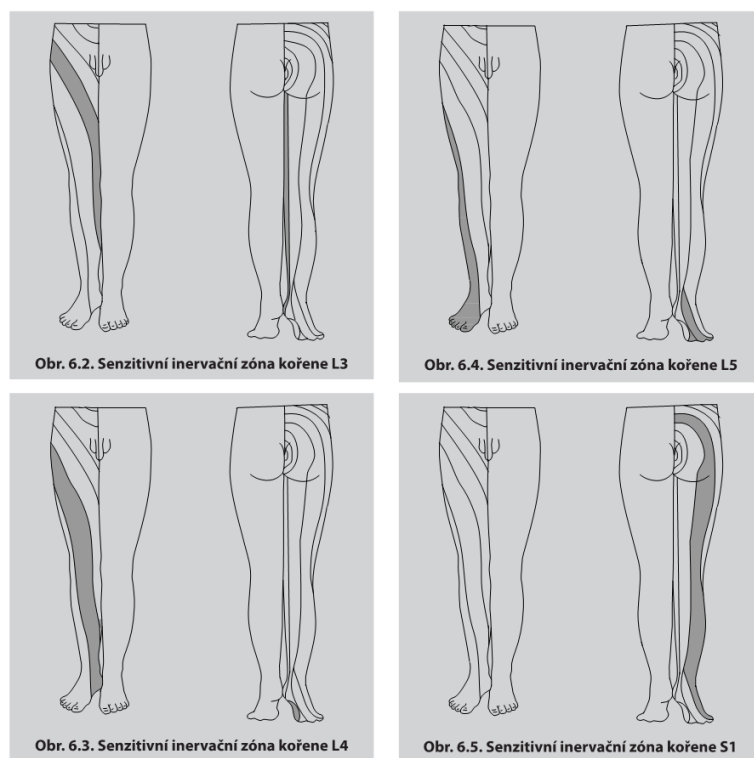 Obr. 6.2. Senzitivní inervační zóna kořene L3
Obr. 6.4. Senzitivní inervační zóna kořene L5
Obr. 6.3. Senzitivní inervační zóna kořene L4
Obr. 6.5. Senzitivní inervační zóna kořene S1